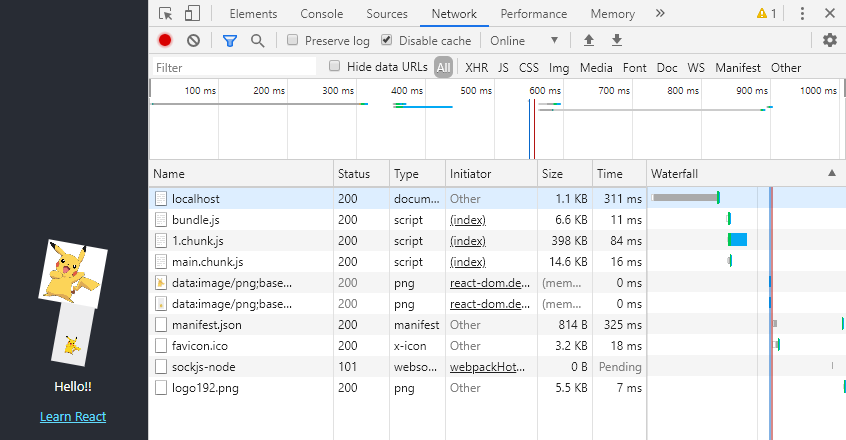 Elements Console Sources Network Performance Memory » 1
Preserve log Disable cache Online
Filter Hide data URLs All XHR JS CSS Img Media Font Doc WS Manifest Other
100 ms 200 ms 300 ms 400 ms 500 ms 600 ms 700 ms 800 ms 900 ms 1000 ms
Name Status Type Initiator Size Time Waterfall
localhost 200 docum... Other 1.1 KB 311 ms
bundle.js 200 script (index) 6.6 KB 11 ms
1.chunk.js 200 script (index) 398 KB 84 ms
main.chunk.js 200 script (index) 14.6 KB 16 ms
data:image/png;base... 200 png react-dom.de... (mem... 0 ms
data:image/png;base... 200 png react-dom.de... (mem... 0 ms
manifest.json 200 manifest Other 814 B 325 ms
favicon.ico 200 x-icon Other 3.2 KB 18 ms
sockjs-node 101 webso... webpackHot... 0 B Pending
logo192.png 200 png Other 5.5 KB 7 ms
Hello!!
Learn React